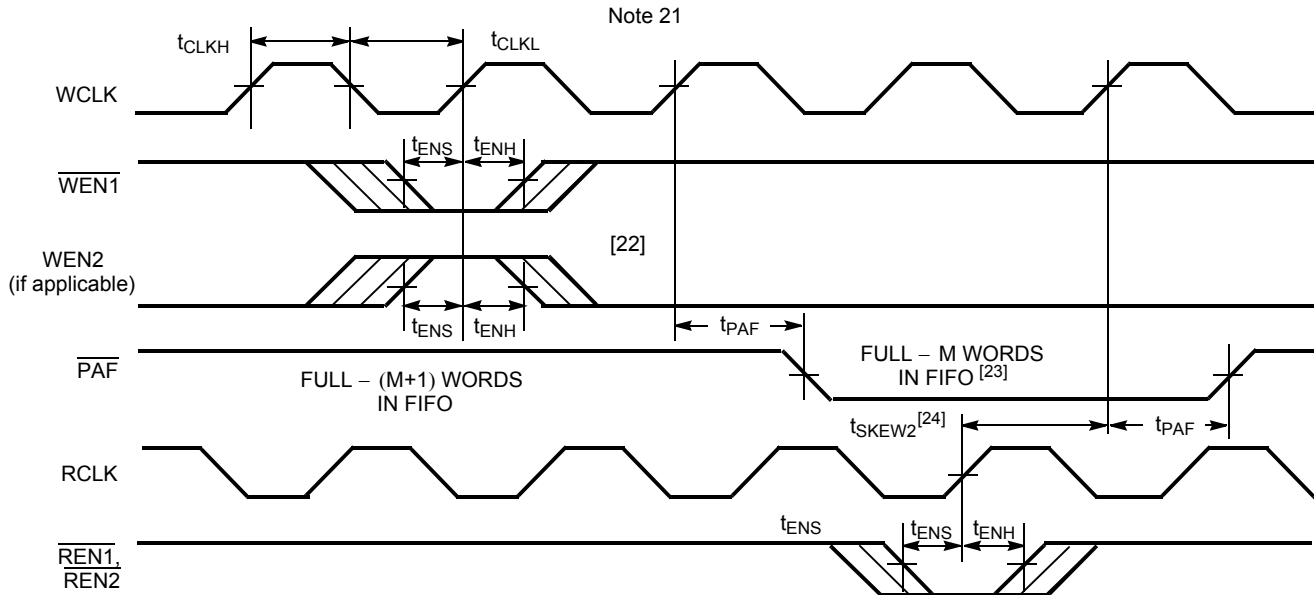 Note 21
tCLKH
tCLKL
WCLK
tENS
tENH
WEN1
WEN2
(if applicable)
[22]
tENS
tENH
tPAF
PAF
FULL − (M+1) WORDS
IN FIFO
FULL − M WORDS
IN FIFO [23]
tSKEW2[24]
tPAF
RCLK
tENS
tENS
tENH
REN1,
REN2